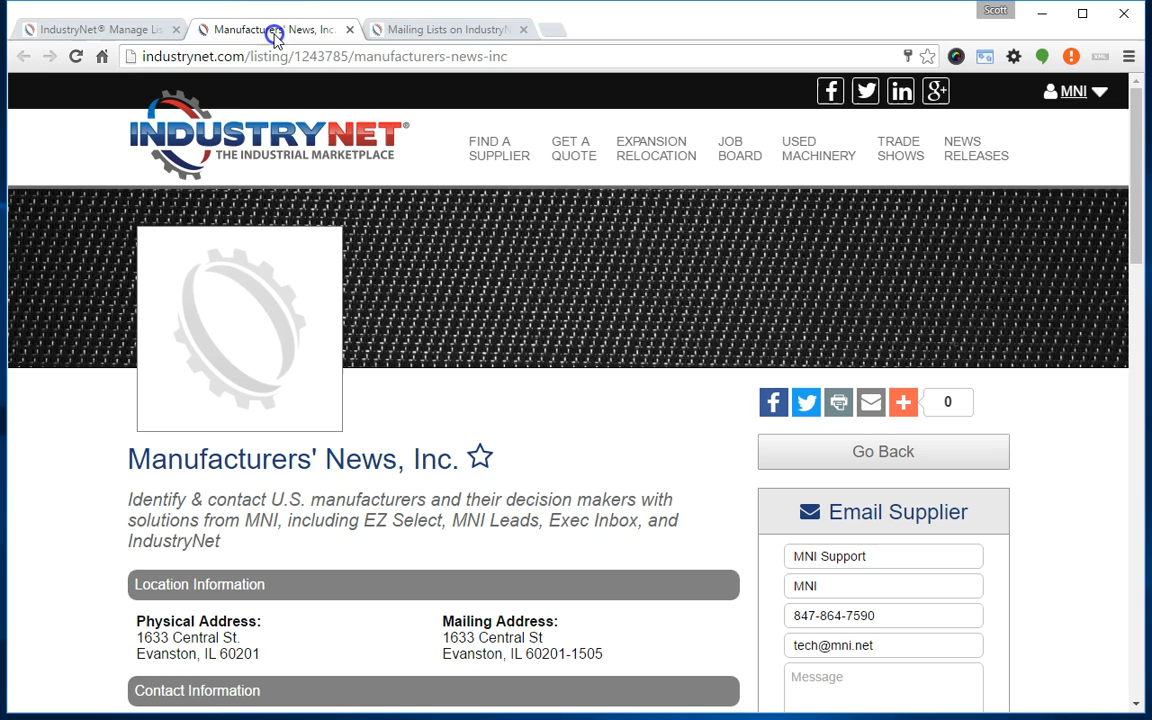 Scott
IndustryNet® Manage Lis
Manufacturers' News, Inc.
Mailing Lists on IndustryN
industrynet.com/listing/1243785/manufacturers-news-inc
MNI
INDUSTRYNET®
THE INDUSTRIAL MARKETPLACE
FIND A
SUPPLIER
GET A
QUOTE
EXPANSION
RELOCATION
JOB
BOARD
USED
MACHINERY
TRADE
SHOWS
NEWS
RELEASES
0
Go Back
Manufacturers' News, Inc.
Identify & contact U.S. manufacturers and their decision makers with
solutions from MNI, including EZ Select, MNI Leads, Exec Inbox, and
IndustryNet
Location Information
Physical Address:
1633 Central St.
Evanston, IL 60201
Mailing Address:
1633 Central St
Evanston, IL 60201-1505
Contact Information
Email Supplier
MNI Support
MNI
847-864-7590
tech@mni.net
Message